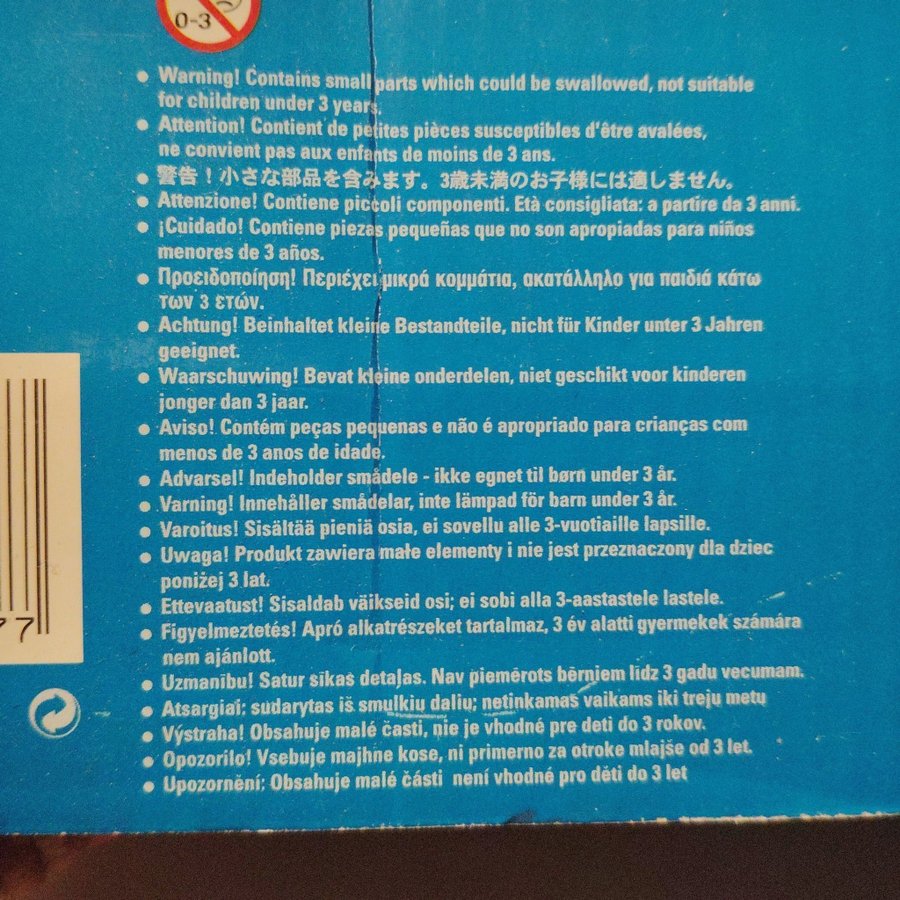 0-3
• Warning! Contains small parts which could be swallowed, not suitable
for children under 3 years.
• Attention! Contient de petites pièces susceptibles d'être avalées,
ne convient pas aux enfants de moins de 3 ans.
• 警告！小さな部品を含みます。3歳未満のお子様には適しません。
• Attenzione! Contiene piccoli componenti. Età consigliata: a partire da 3 anni.
• ¡Cuidado! Contiene piezas pequeñas que no son apropiadas para niños
menores de 3 años.
• Προειδοποίηση! Περιέχει μικρά κομμάτια, ακατάλληλο για παιδιά κάτω
των 3 ετών.
• Achtung! Beinhaltet kleine Bestandteile, nicht für Kinder unter 3 Jahren
geeignet.
• Waarschuwing! Bevat kleine onderdelen, niet geschikt voor kinderen
jonger dan 3 jaar.
• Aviso! Contém peças pequenas e não é apropriado para crianças com
menos de 3 anos de idade.
• Advarsel! Indeholder smådele - ikke egnet til børn under 3 år.
• Varning! Innehåller smådelar, inte lämpad för barn under 3 år.
• Varoitus! Sisältää pieniä osia, ei sovellu alle 3-vuotiaille lapsille.
• Uwaga! Produkt zawiera małe elementy i nie jest przeznaczony dla dziec
poniżej 3 lat.
• Ettevaatust! Sisaldab väikseid osi; ei sobi alla 3-aastastele lastele.
• Figyelmeztetés! Apró alkatrészeket tartalmaz, 3 év alatti gyermekek számára
nem ajánlott.
• Uzmanību! Satur sīkas detaļas. Nav piemērots bērniem līdz 3 gadu vecumam.
• Atsargiai: sudarytas iš smulkių dalių; netinkamas vaikams iki trejų metų
• Výstraha! Obsahuje malé časti, nie je vhodné pre deti do 3 rokov.
• Opozorilo! Vsebuje majhne kose, ni primerno za otroke mlajše od 3 let.
• Upozornění: Obsahuje malé části není vhodné pro děti do 3 let
77